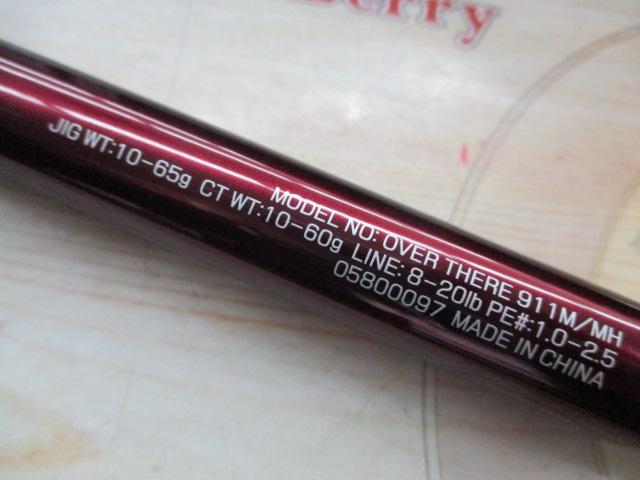 Berry
MODEL NO: OVER THERE 911M/MH
JIG WT:10-65g CT WT:10-60g LINE: 8-20lb PE#:1.0-2.5
05800097 MADE IN CHINA